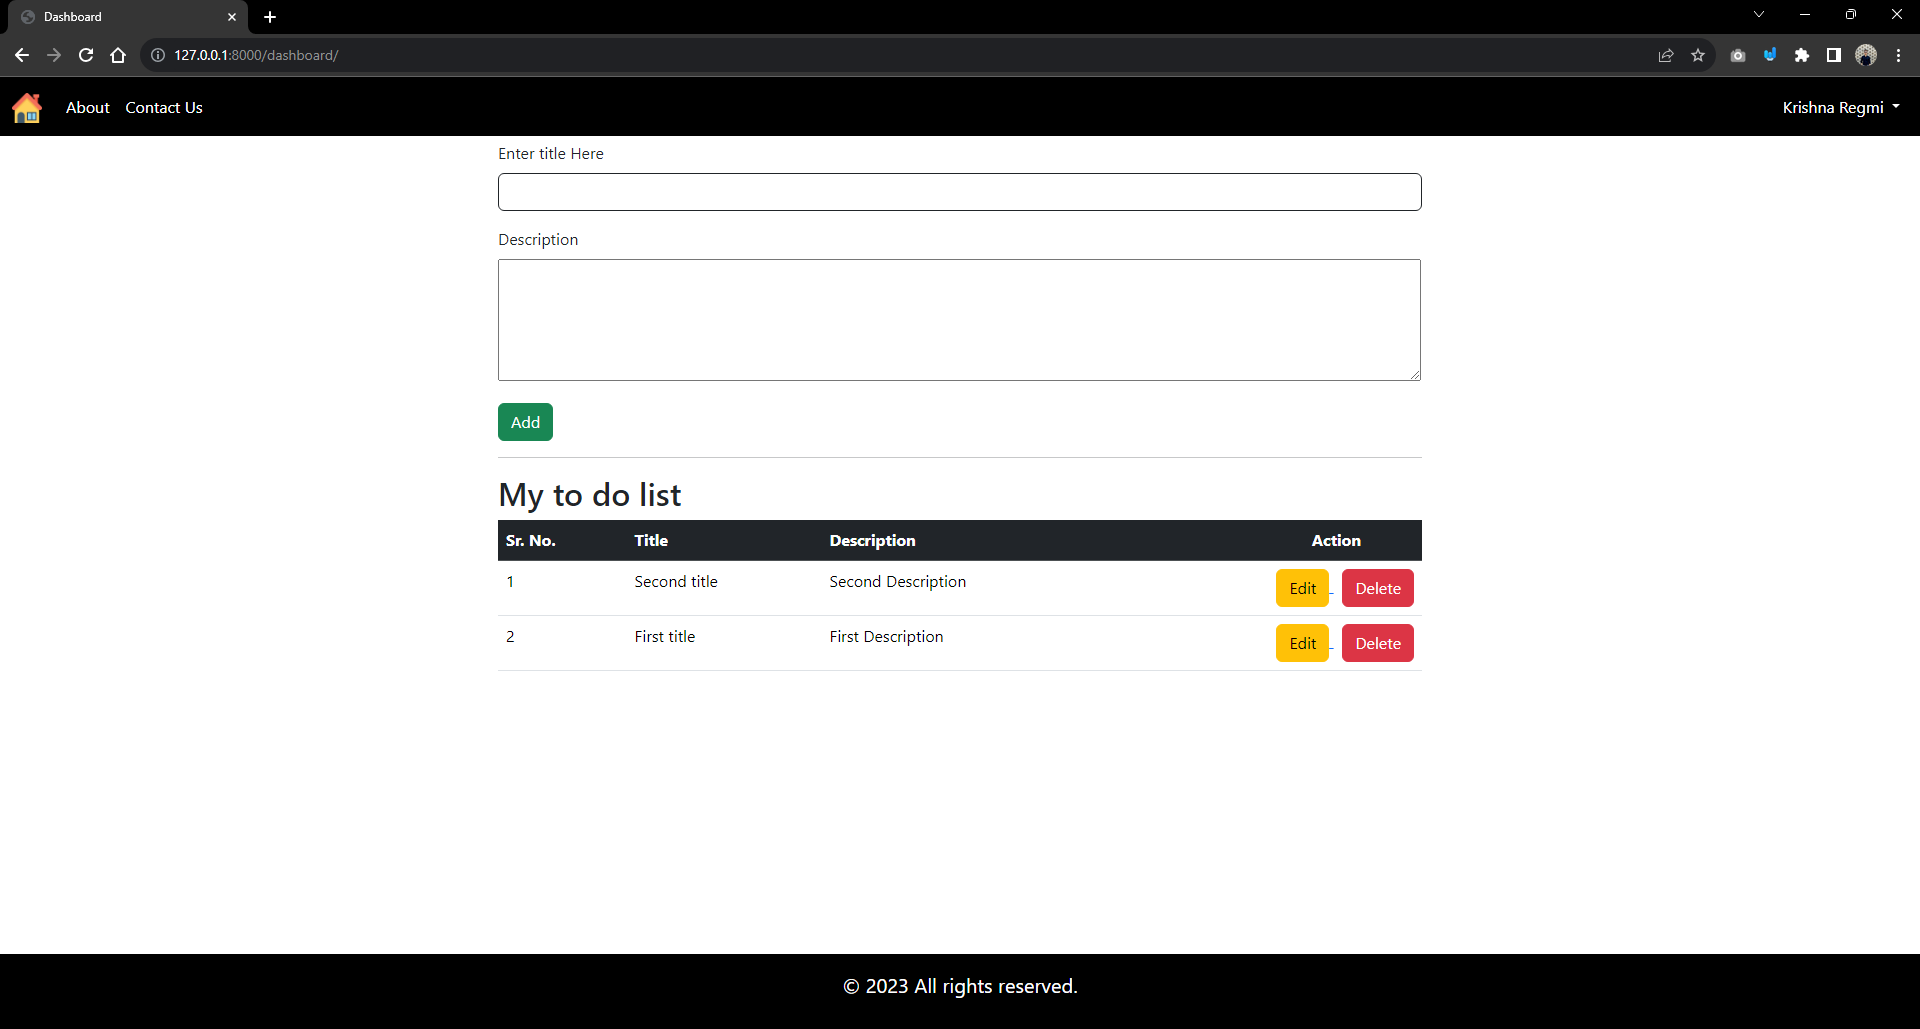 Dashboard
127.0.0.1:8000/dashboard/
About Contact Us Krishna Regmi
Enter title Here
Description
Add
My to do list
Sr. No. Title Description Action
1 Second title Second Description Edit Delete
2 First title First Description Edit Delete
© 2023 All rights reserved.